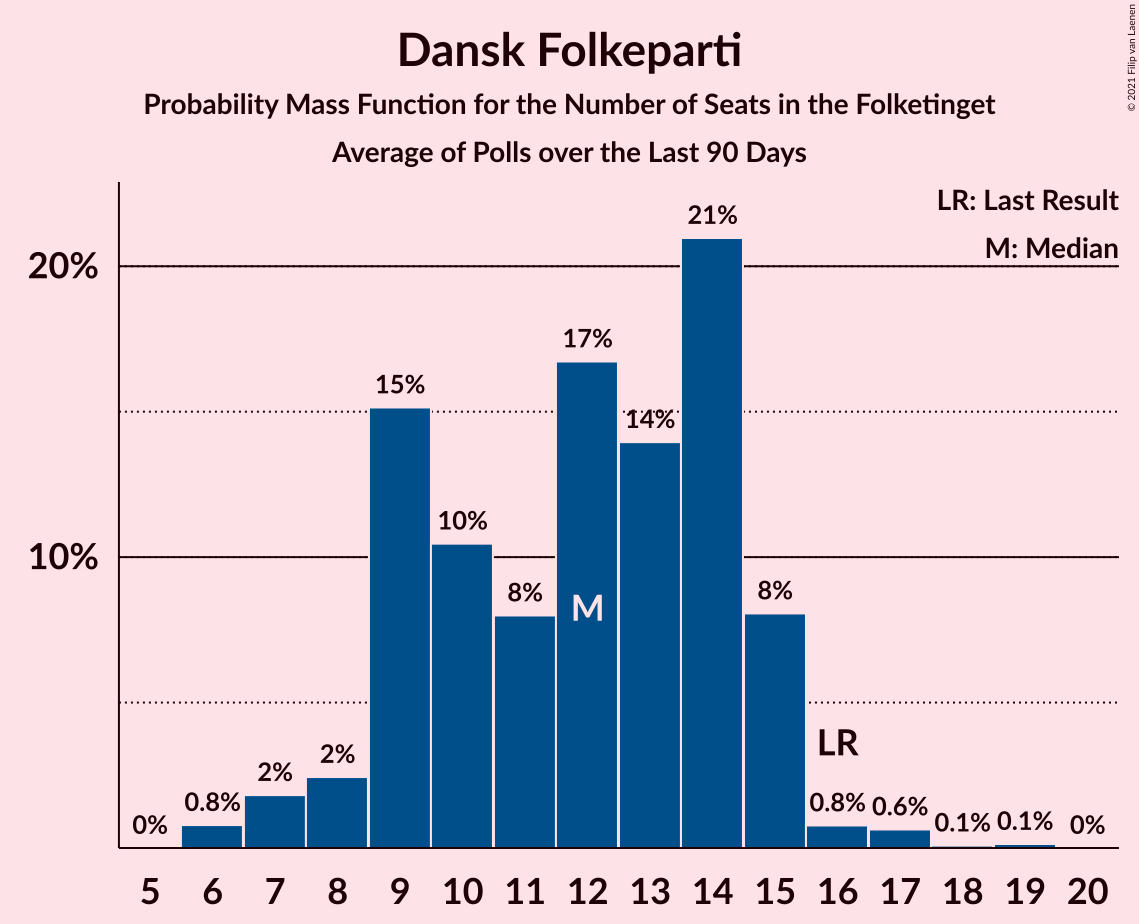 Dansk Folkeparti
Probability Mass Function for the Number of Seats in the Folketinget
Average of Polls over the Last 90 Days
© 2021 Filip van Laenen
LR: Last Result
M: Median
20%
10%
0%
0.8%
2%
2%
15%
10%
8%
17%
14%
21%
8%
0.8%
0.6%
0.1%
0.1%
0%
M
LR
5 6 7 8 9 10 11 12 13 14 15 16 17 18 19 20